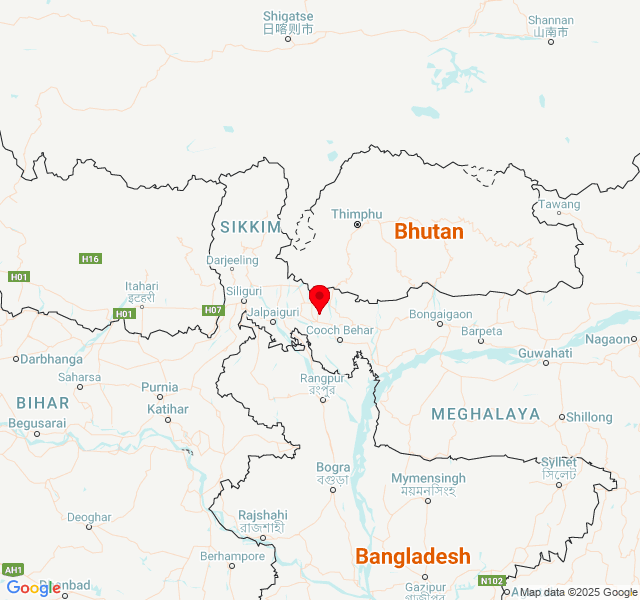 Shigatse
日喀则市
Shannan
山南市
Tawang
Thimphu
SIKKIM
Bhutan
H16
Darjeeling
H01
Itahari
इटहरी
Siliguri
H01
H07
Jalpaiguri
Bongaigaon
Cooch Behar
Barpeta
Nagaon
Darbhanga
Guwahati
Saharsa
Purnia
Rangpur
রংপুর
BIHAR
Katihar
MEGHALAYA
Shillong
Begusarai
Bogra
বগুড়া
Mymensingh
ময়মনসিংহ
Sylhet
সিলেট
Deoghar
Rajshahi
রাজশাহী
Berhampore
Bangladesh
AH1
Gazipur
গাজীপুর
N102
Google
Map data ©2025 Google